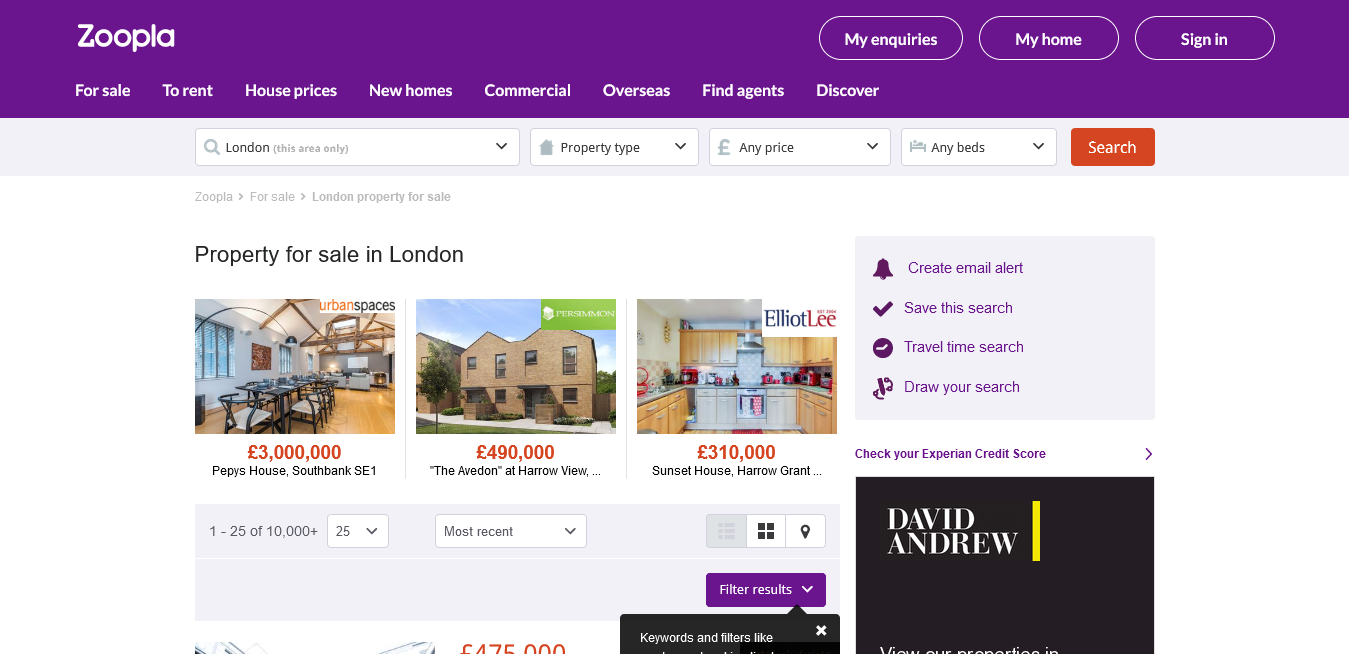 Zoopla
My enquiries
My home
Sign in
For sale
To rent
House prices
New homes
Commercial
Overseas
Find agents
Discover
London (this area only)
Property type
Any price
Any beds
Search
Zoopla > For sale > London property for sale
Property for sale in London
urbanspaces
PERSIMMON
EST 2004
ElliotLee
£3,000,000
Pepys House, Southbank SE1
£490,000
"The Avedon" at Harrow View, ...
£310,000
Sunset House, Harrow Grant ...
Create email alert
Save this search
Travel time search
Draw your search
Check your Experian Credit Score
DAVID
ANDREW
1 - 25 of 10,000+
25
Most recent
Filter results
Keywords and filters like
£475,000
View our properties in